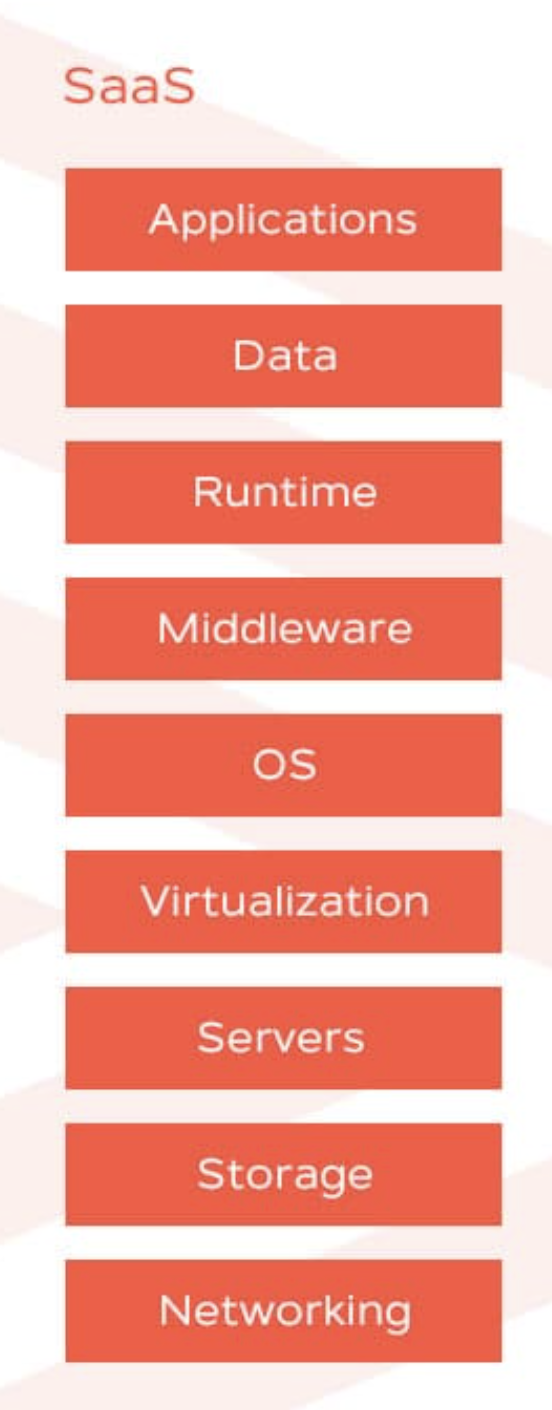 SaaS
Applications
Data
Runtime
Middleware
OS
Virtualization
Servers
Storage
Networking